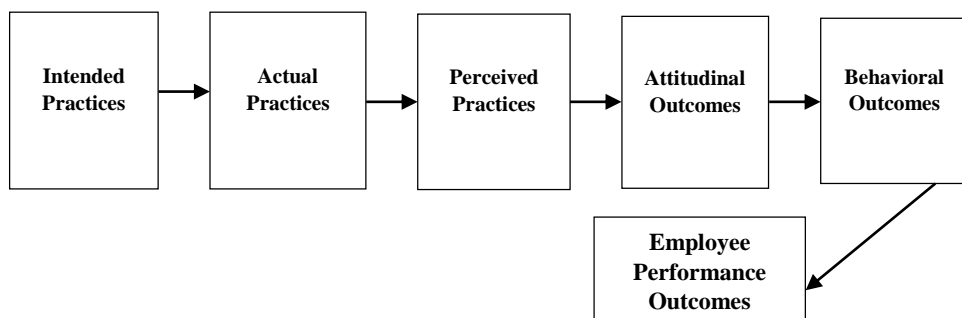 Intended
Practices
Actual
Practices
Perceived
Practices
Attitudinal
Outcomes
Behavioral
Outcomes
Employee
Performance
Outcomes